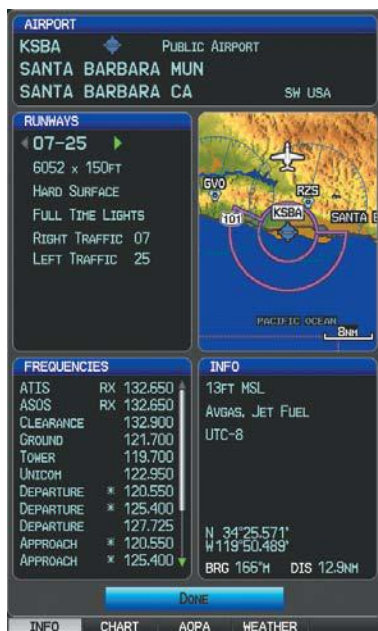 AIRPORT
KSBA PUBLIC AIRPORT
SANTA BARBARA MUN
SANTA BARBARA CA SW USA
RUNWAYS
07-25
6052 x 150FT
HARD SURFACE
FULL TIME LIGHTS
RIGHT TRAFFIC 07
LEFT TRAFFIC 25
GVO
RZS
101
KSBA
SANTA B
PACIFIC OCEAN
8NM
FREQUENCIES
ATIS RX 132.650
ASOS RX 132.650
CLEARANCE 132.900
GROUND 121.700
TOWER 119.700
UNICOM 122.950
DEPARTURE * 120.550
DEPARTURE * 125.400
DEPARTURE 127.725
APPROACH * 120.550
APPROACH * 125.400
INFO
13FT MSL
AVGAS, JET FUEL
UTC-8
N 34°25.571'
W119°50.489'
BRG 166°M DIS 12.9NM
DONE
INFO CHART AOPA WEATHER